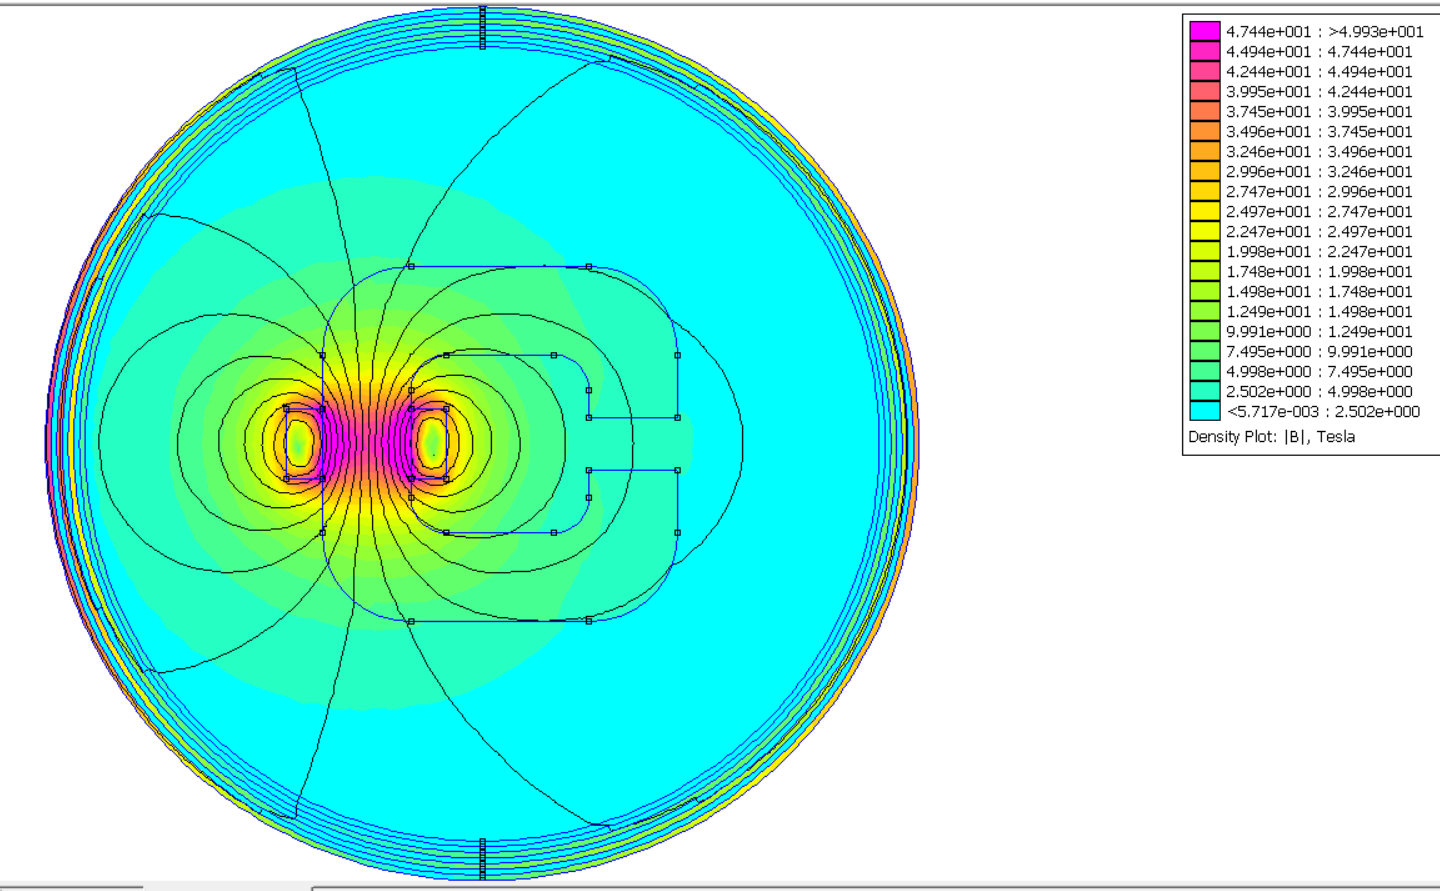 4.744e+001 : >4.993e+001
4.494e+001 : 4.744e+001
4.244e+001 : 4.494e+001
3.995e+001 : 4.244e+001
3.745e+001 : 3.995e+001
3.496e+001 : 3.745e+001
3.246e+001 : 3.496e+001
2.996e+001 : 3.246e+001
2.747e+001 : 2.996e+001
2.497e+001 : 2.747e+001
2.247e+001 : 2.497e+001
1.998e+001 : 2.247e+001
1.748e+001 : 1.998e+001
1.498e+001 : 1.748e+001
1.249e+001 : 1.498e+001
9.991e+000 : 1.249e+001
7.495e+000 : 9.991e+000
4.998e+000 : 7.495e+000
2.502e+000 : 4.998e+000
<5.717e-003 : 2.502e+000
Density Plot: |B|, Tesla